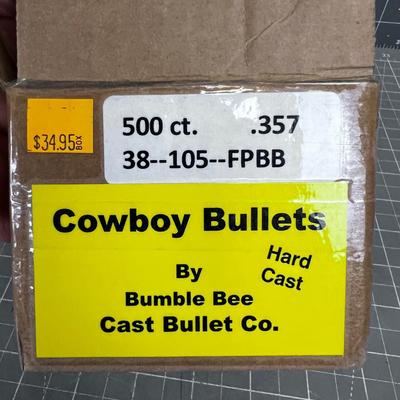 $34.95 BOX
500 ct. .357
38--105--FPBB
Cowboy Bullets
Hard
Cast
By
Bumble Bee
Cast Bullet Co.